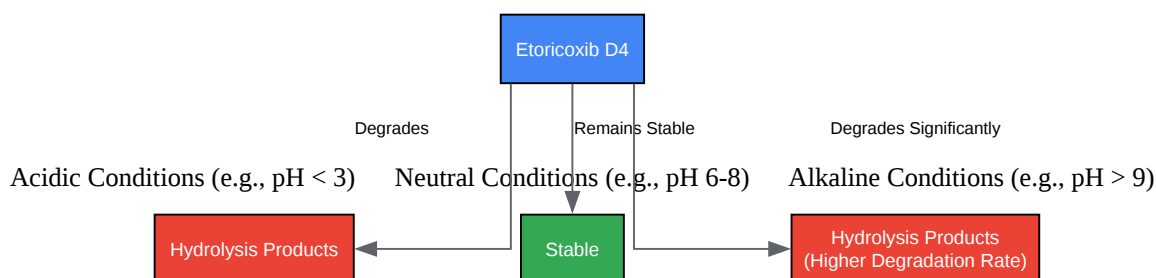 Etoricoxib D4
Degrades
Remains Stable
Degrades Significantly
Acidic Conditions (e.g., pH < 3)
Neutral Conditions (e.g., pH 6-8)
Alkaline Conditions (e.g., pH > 9)
Hydrolysis Products
Stable
Hydrolysis Products
(Higher Degradation Rate)